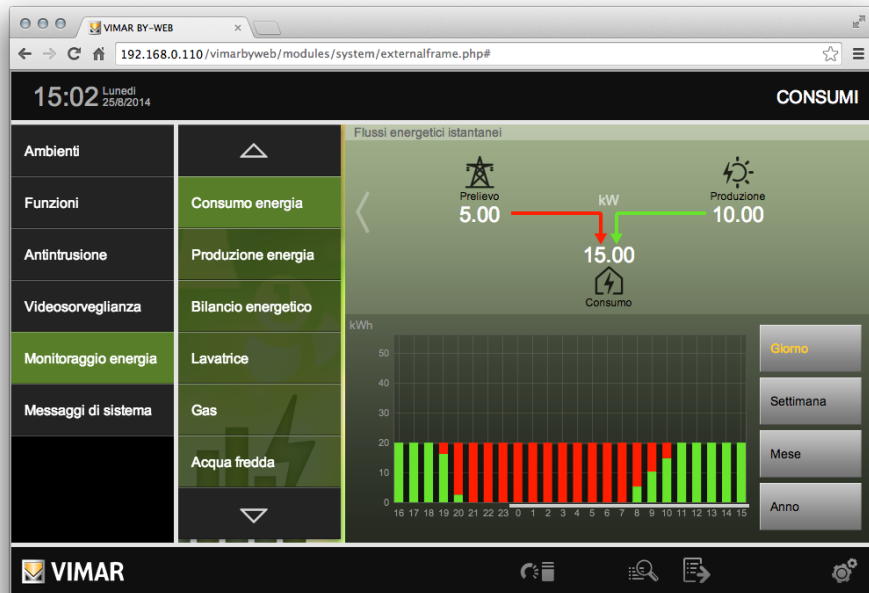 VIMAR BY-WEB
192.168.0.110/vimarbyweb/modules/system/externalframe.php#
15:02 Lunedi
25/8/2014
CONSUMI
Ambienti
Funzioni
Antintrusione
Videosorveglianza
Monitoraggio energia
Messaggi di sistema
Consumo energia
Produzione energia
Bilancio energetico
Lavatrice
Gas
Acqua fredda
Flussi energetici istantanei
Prelievo
5.00
kW
Produzione
10.00
15.00
Consumo
kWh
50
40
30
20
10
0
16 17 18 19 20 21 22 23 0 1 2 3 4 5 6 7 8 9 10 11 12 13 14 15
Giorno
Settimana
Mese
Anno
VIMAR